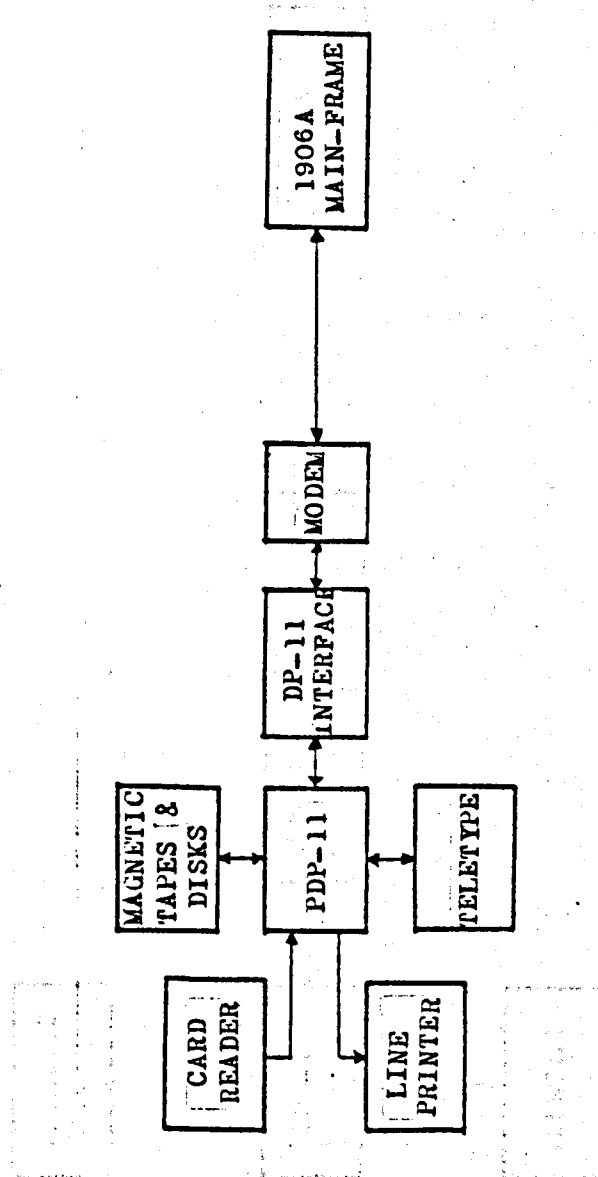 1906A
MAIN-FRAME
MODEM
DP-11
INTERFACE
MAGNETIC
TAPES &
DISKS
PDP-11
TELETYPE
CARD
READER
LINE
PRINTER